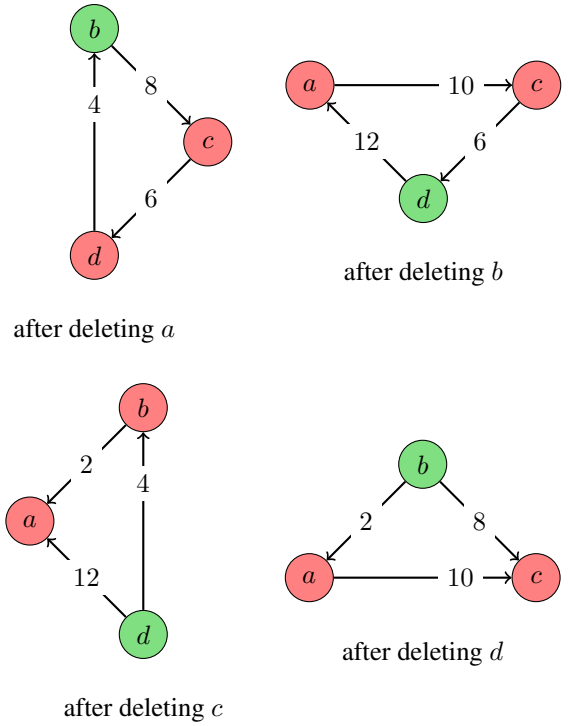 b
8
4
c
6
d
after deleting a
a
10
c
12
6
d
after deleting b
b
2
4
a
12
d
after deleting c
b
2
8
a
10
c
after deleting d